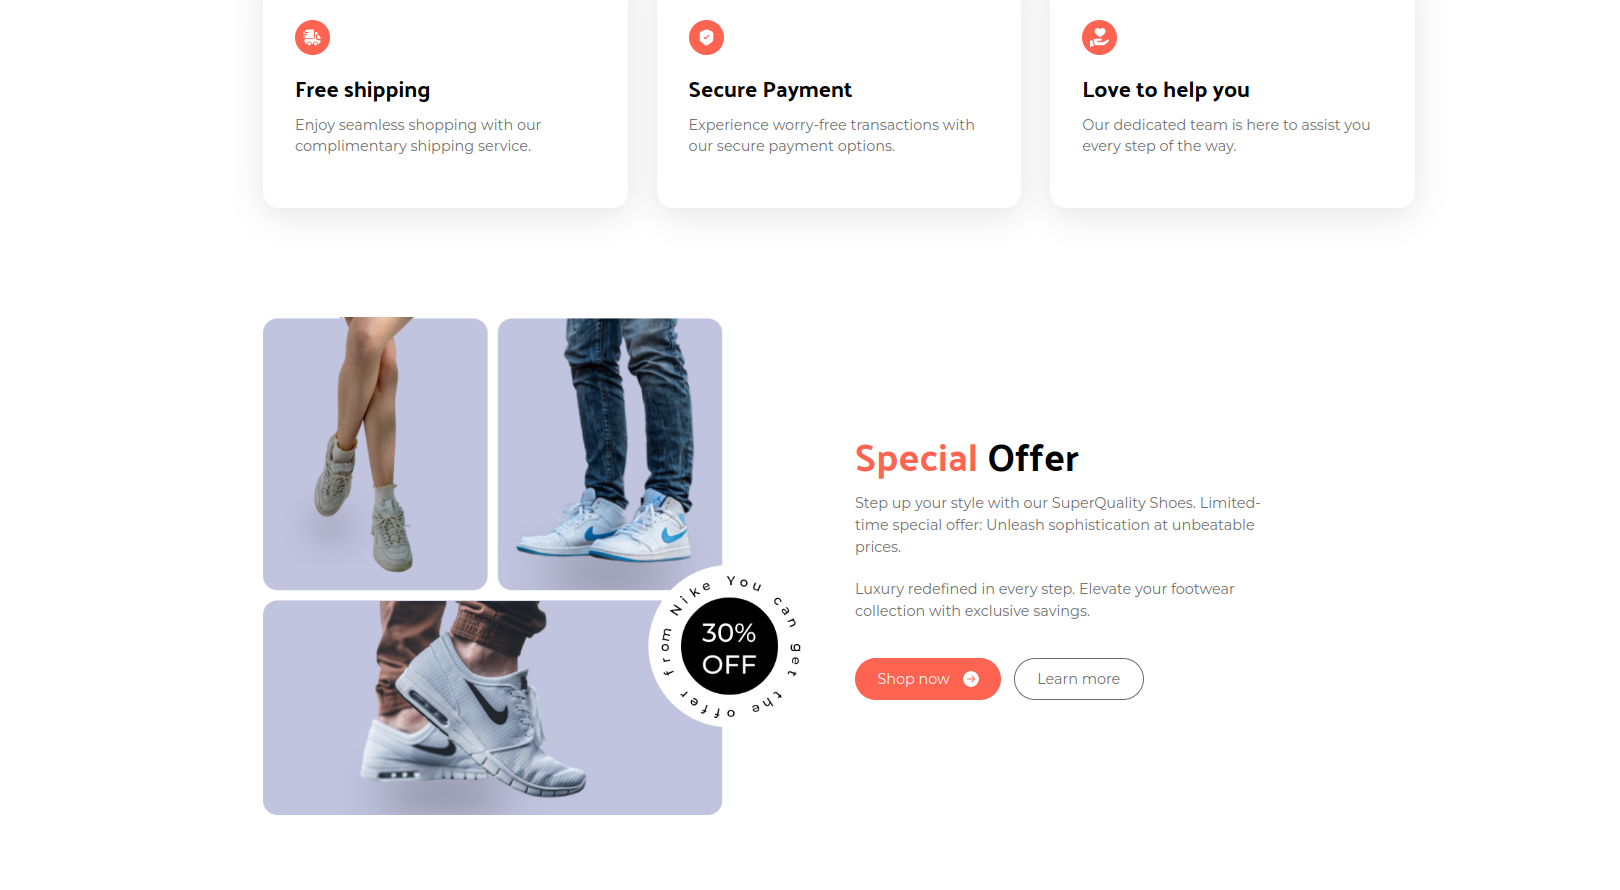 Free shipping
Enjoy seamless shopping with our
complimentary shipping service.
Secure Payment
Experience worry-free transactions with
our secure payment options.
Love to help you
Our dedicated team is here to assist you
every step of the way.
You can get the offer from Nike
30%
OFF
Special Offer
Step up your style with our SuperQuality Shoes. Limited-
time special offer: Unleash sophistication at unbeatable
prices.
Luxury redefined in every step. Elevate your footwear
collection with exclusive savings.
Shop now
Learn more